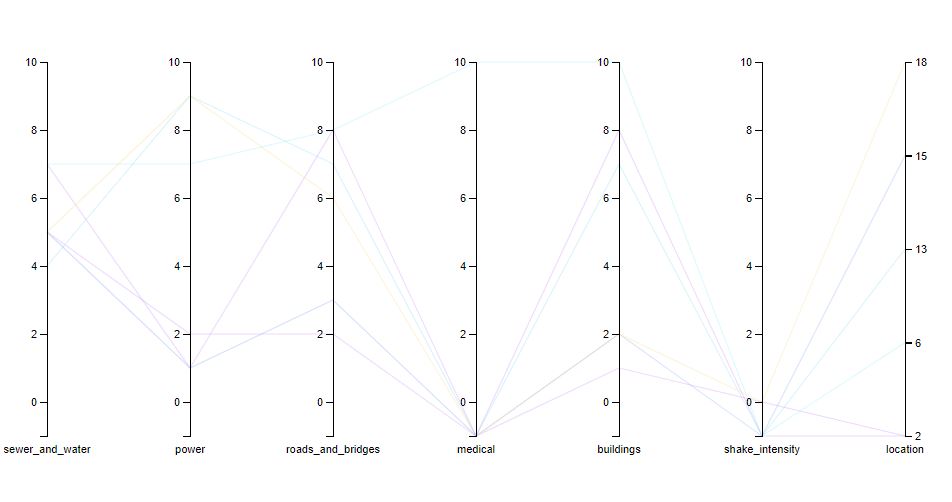 10 10 10 10 10 10 18
8 8 8 8 8 8 15
6 6 6 6 6 6 13
4 4 4 4 4 4
2 2 2 2 2 2 6
0 0 0 0 0 0
2
sewer_and_water power roads_and_bridges medical buildings shake_intensity location